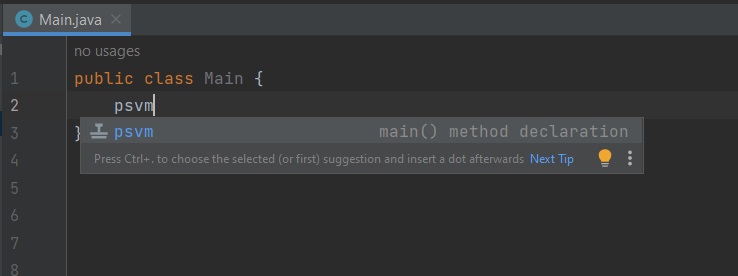 C Main.java ×
no usages
1 public class Main {
2 psvm
3 }
psvm main() method declaration
Press Ctrl+. to choose the selected (or first) suggestion and insert a dot afterwards Next Tip
4
5
6
7
8